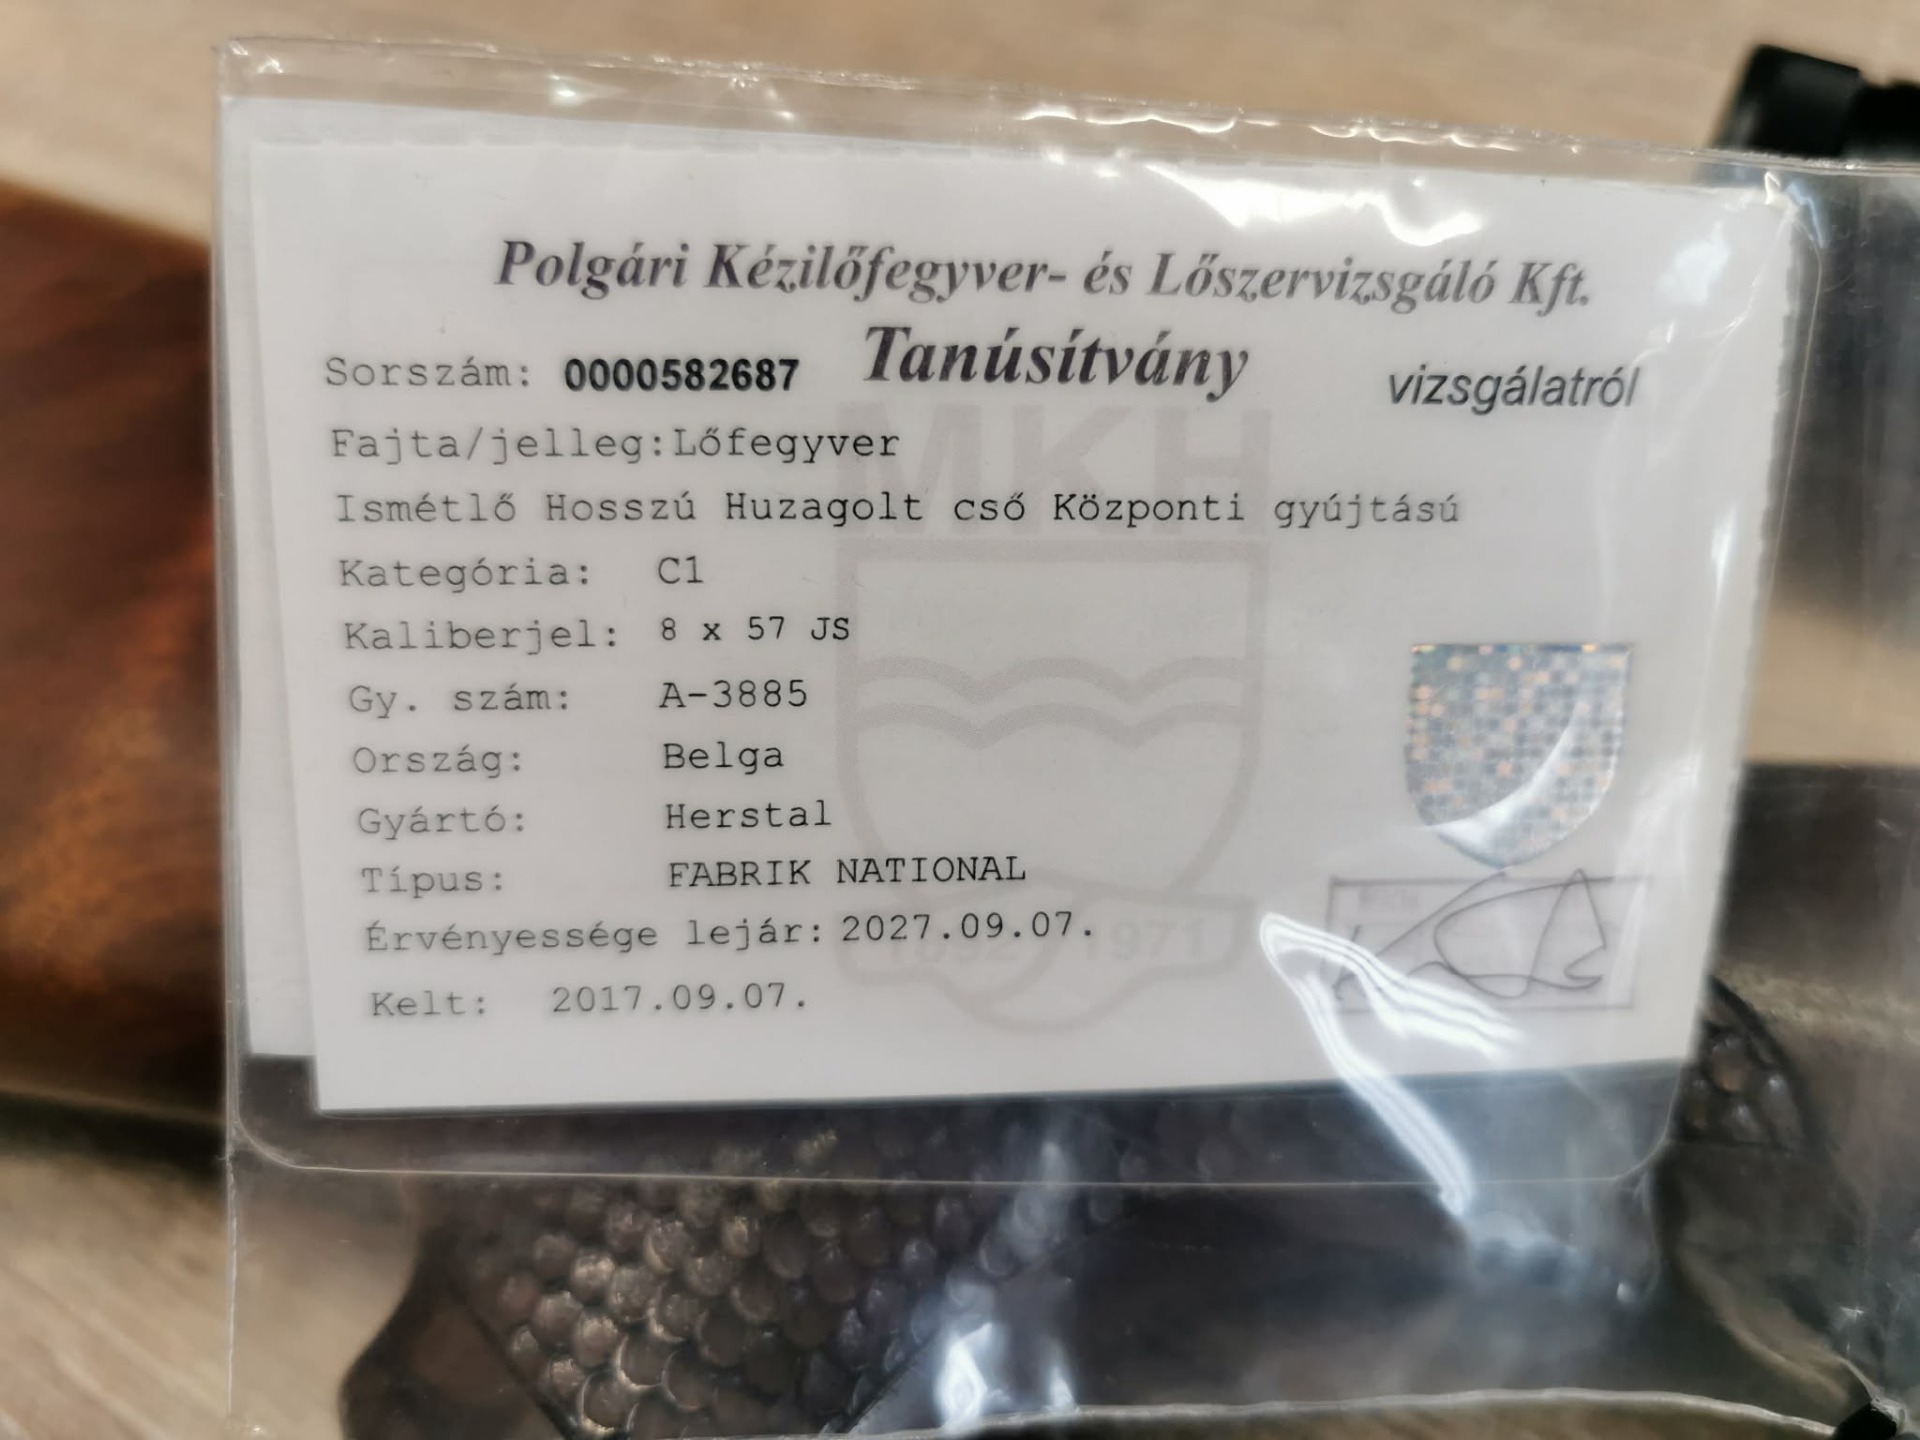 Polgári Kézilőfegyver- és Lőszervizsgáló Kft.
Sorszám: 0000582687 Tanúsítvány vizsgálatról
Fajta/jelleg: Lőfegyver
MKH
Ismétlő Hosszú Huzagolt cső Központi gyújtású
Kategória: C1
Kaliberjel: 8 x 57 JS
Gy. szám: A-3885
Ország: Belga
Gyártó: Herstal
Típus: FABRIK NATIONAL
Érvényessége lejár: 2027.09.07.
Kelt: 2017.09.07.